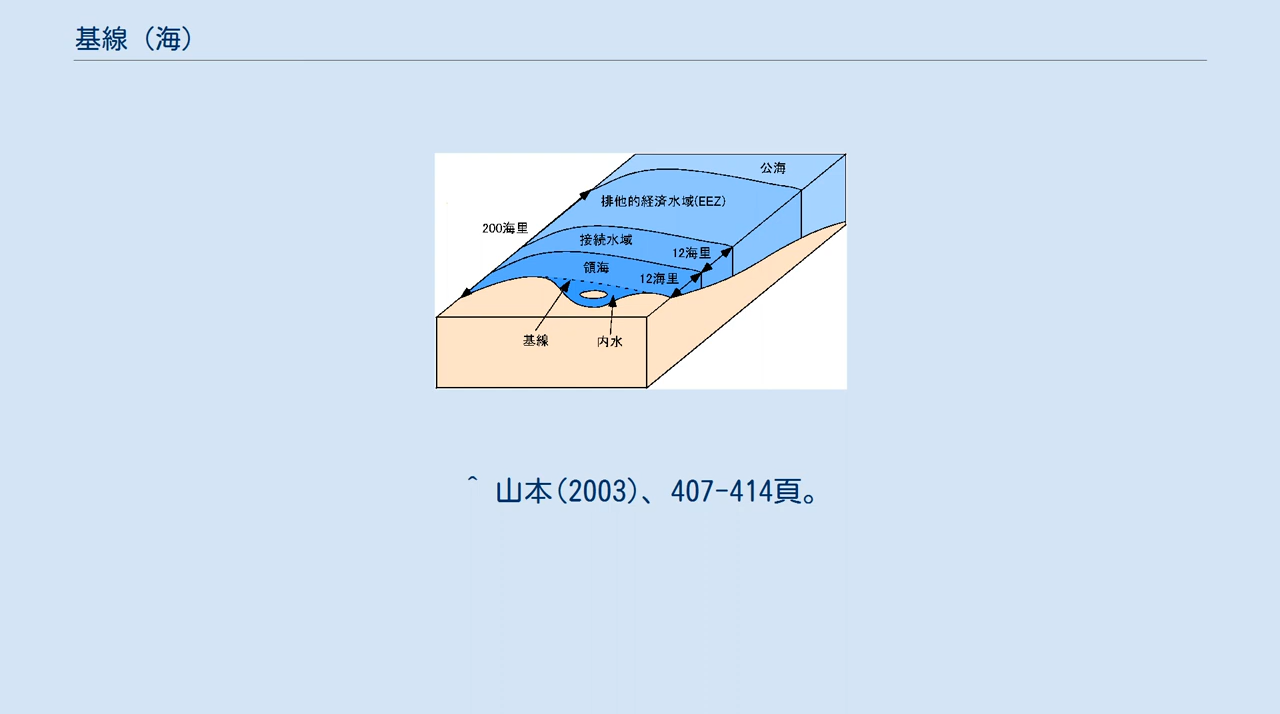 基線（海）
公海
排他的経済水域(EEZ)
200海里
接続水域
12海里
領海
12海里
基線
内水
^ 山本(2003)、407-414頁。